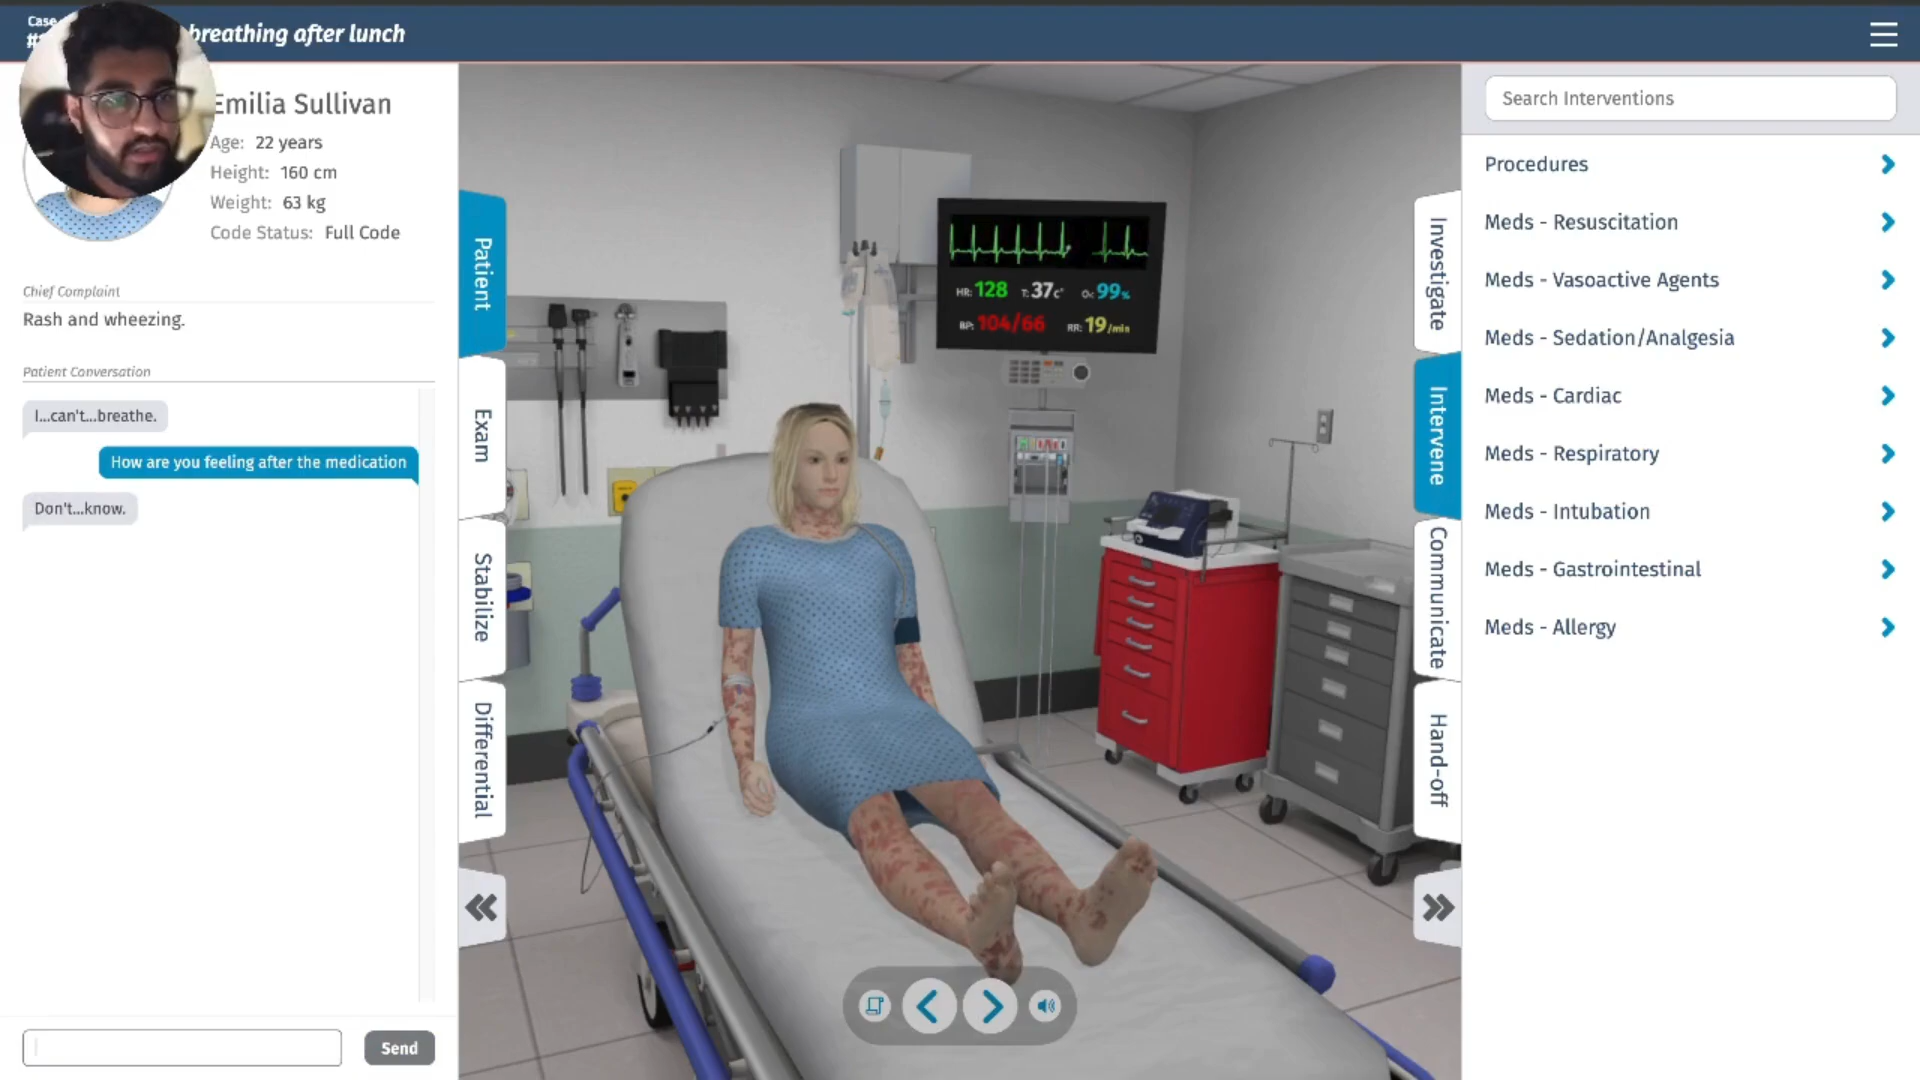 Case
breathing after lunch
Emilia Sullivan
Age: 22 years
Height: 160 cm
Weight: 63 kg
Code Status: Full Code
Chief Complaint
Rash and wheezing.
Patient Conversation
I...can't...breathe.
How are you feeling after the medication
Don't...know.
Send
Patient
Exam
Stabilize
Differential
HR: 128 T: 37c° O₂: 99%
BP: 104/66 RR: 19/min
Investigate
Intervene
Communicate
Hand-off
Search Interventions
Procedures
Meds - Resuscitation
Meds - Vasoactive Agents
Meds - Sedation/Analgesia
Meds - Cardiac
Meds - Respiratory
Meds - Intubation
Meds - Gastrointestinal
Meds - Allergy